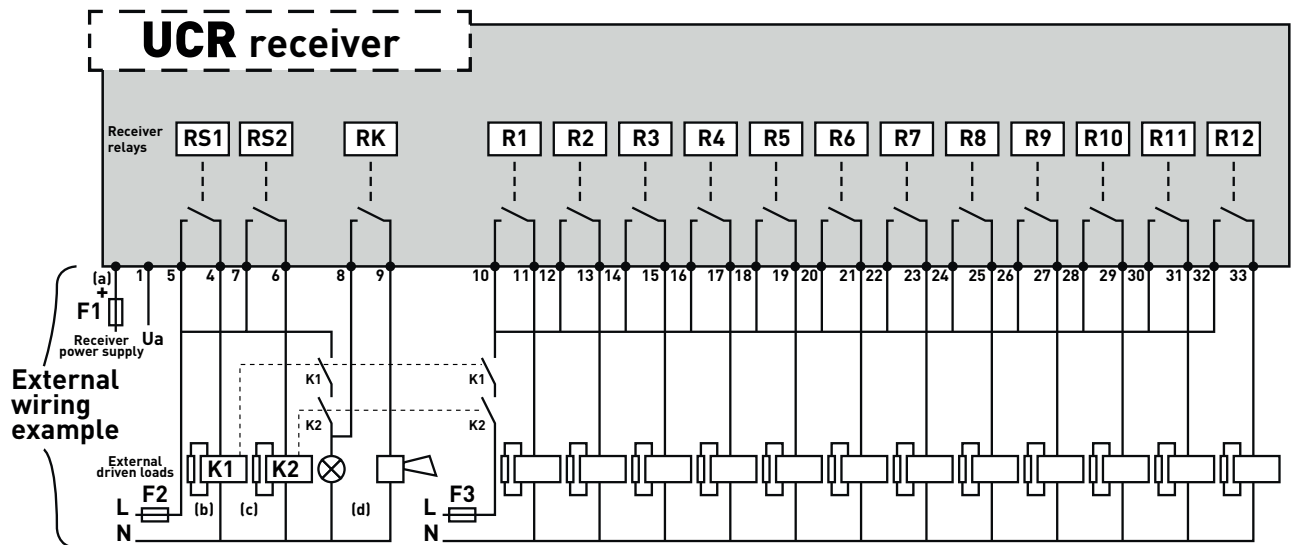 UCR receiver
Receiver
relays
RS1 RS2 RK R1 R2 R3 R4 R5 R6 R7 R8 R9 R10 R11 R12
(a) 1 5 4 7 6 8 9 10 11 12 13 14 15 16 17 18 19 20 21 22 23 24 25 26 27 28 29 30 31 32 33
+
F1
Receiver
power supply
Ua
External
wiring
example
K1 K1
K2 K2
External
driven loads
K1 K2
F2 (b) (c) (d) F3
L L
N N